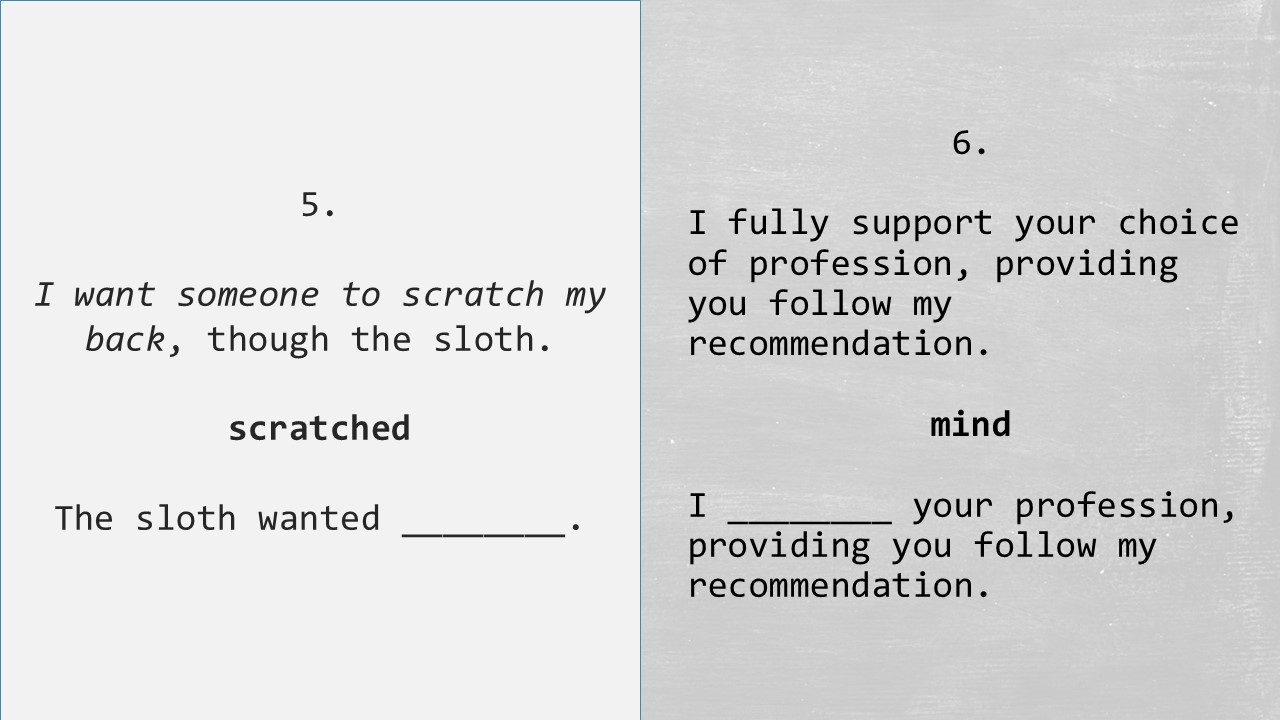 5.
I want someone to scratch my
back, though the sloth.
scratched
The sloth wanted ________.
6.
I fully support your choice
of profession, providing
you follow my
recommendation.
mind
I ________ your profession,
providing you follow my
recommendation.